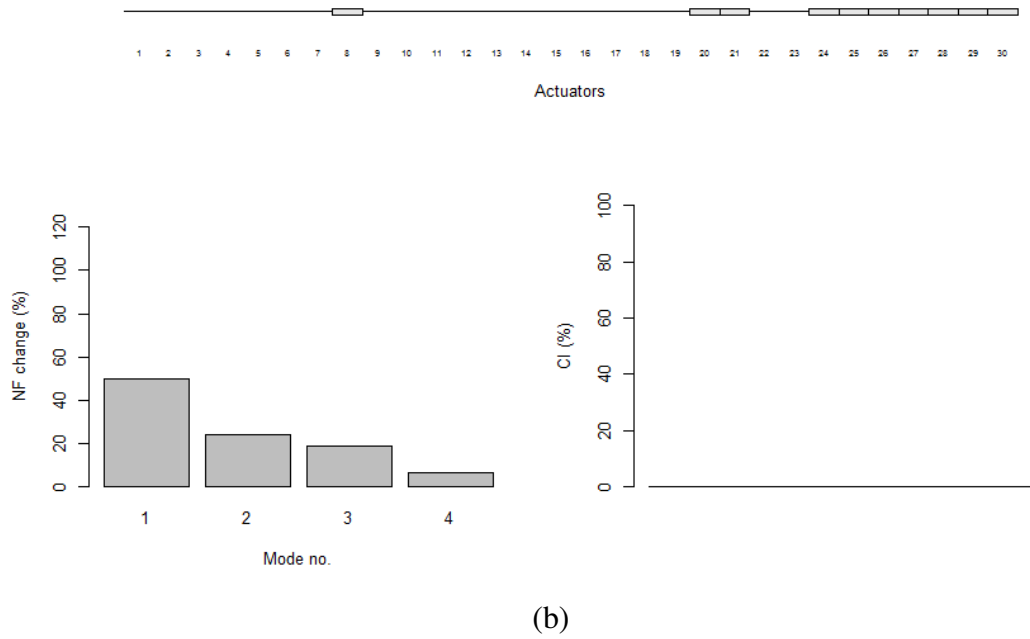 1 2 3 4 5 6 7 8 9 10 11 12 13 14 15 16 17 18 19 20 21 22 23 24 25 26 27 28 29 30
Actuators
NF change (%)
0 20 40 60 80 100 120
1 2 3 4
Mode no.
CI (%)
0 20 40 60 80 100
(b)